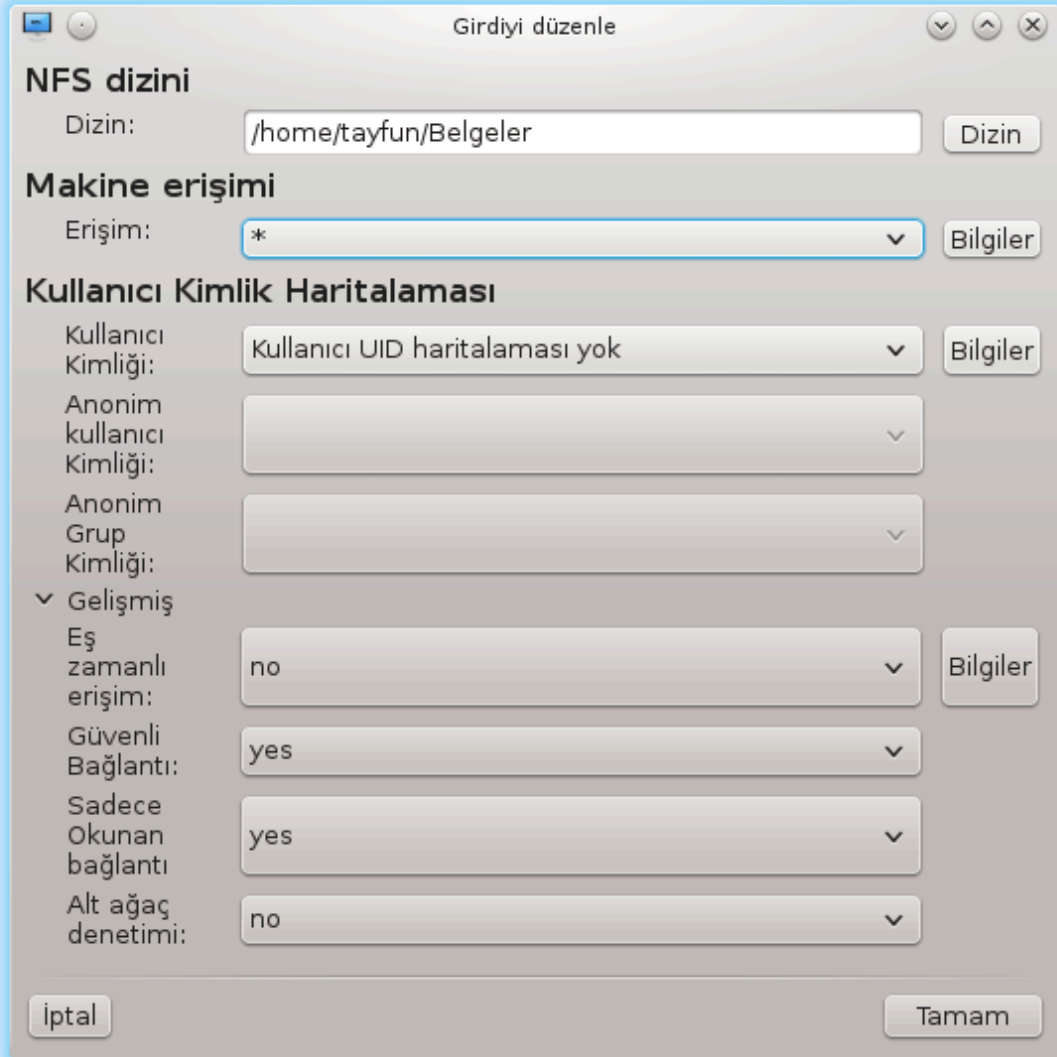 Girdiyi düzenle
NFS dizini
Dizin:
/home/tayfun/Belgeler
Dizin
Makine erişimi
Erişim:
*
Bilgiler
Kullanıcı Kimlik Haritalaması
Kullanıcı
Kimliği:
Kullanıcı UID haritalaması yok
Bilgiler
Anonim
kullanıcı
Kimliği:
Anonim
Grup
Kimliği:
Gelişmiş
Eş
zamanlı
erişim:
no
Bilgiler
Güvenli
Bağlantı:
yes
Sadece
Okunan
bağlantı
yes
Alt ağaç
denetimi:
no
İptal
Tamam